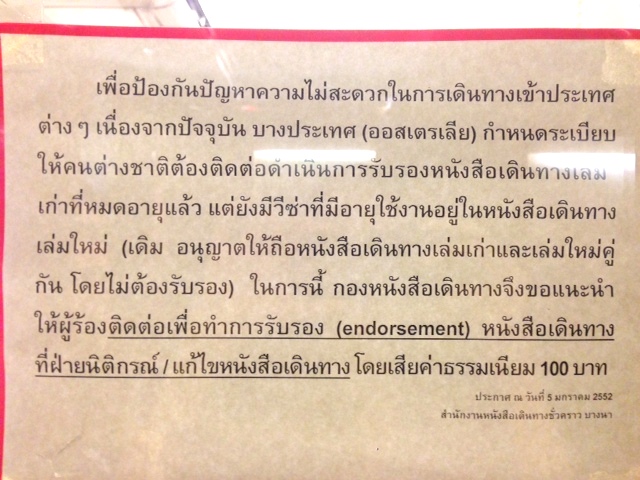 เพื่อป้องกันปัญหาความไม่สะดวกในการเดินทางเข้าประเทศ
ต่าง ๆ เนื่องจากปัจจุบัน บางประเทศ (ออสเตรเลีย) กำหนดระเบียบ
ให้คนต่างชาติต้องติดต่อดำเนินการรับรองหนังสือเดินทางเล่ม
เก่าที่หมดอายุแล้ว แต่ยังมีวีซ่าที่มีอายุใช้งานอยู่ในหนังสือเดินทาง
เล่มใหม่ (เดิม อนุญาตให้ถือหนังสือเดินทางเล่มเก่าและเล่มใหม่คู่
กัน โดยไม่ต้องรับรอง) ในการนี้ กองหนังสือเดินทางจึงขอแนะนำ
ให้ผู้ร้องติดต่อเพื่อทำการรับรอง (endorsement) หนังสือเดินทาง
ที่ฝ่ายนิติกรณ์ / แก้ไขหนังสือเดินทาง โดยเสียค่าธรรมเนียม 100 บาท
ประกาศ ณ วันที่ 5 มกราคม 2552
สำนักงานหนังสือเดินทางชั่วคราว บางนา